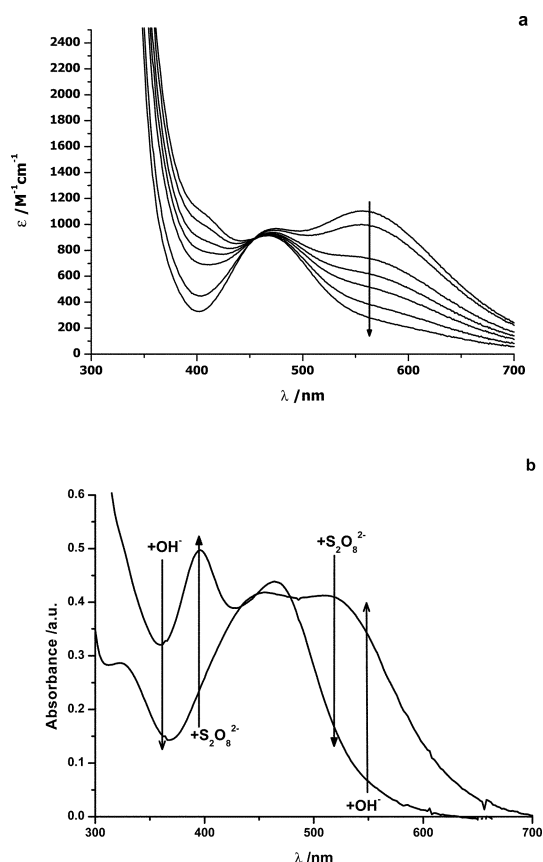 a
2400
2200
2000
1800
1600
1400
1200
1000
800
600
400
200
0
ε /M⁻¹cm⁻¹
300 400 500 600 700
λ /nm
b
0.6
0.5
0.4
0.3
0.2
0.1
0.0
Absorbance /a.u.
+OH⁻
+S₂O₈²⁻
+S₂O₈²⁻
+OH⁻
300 400 500 600 700
λ /nm